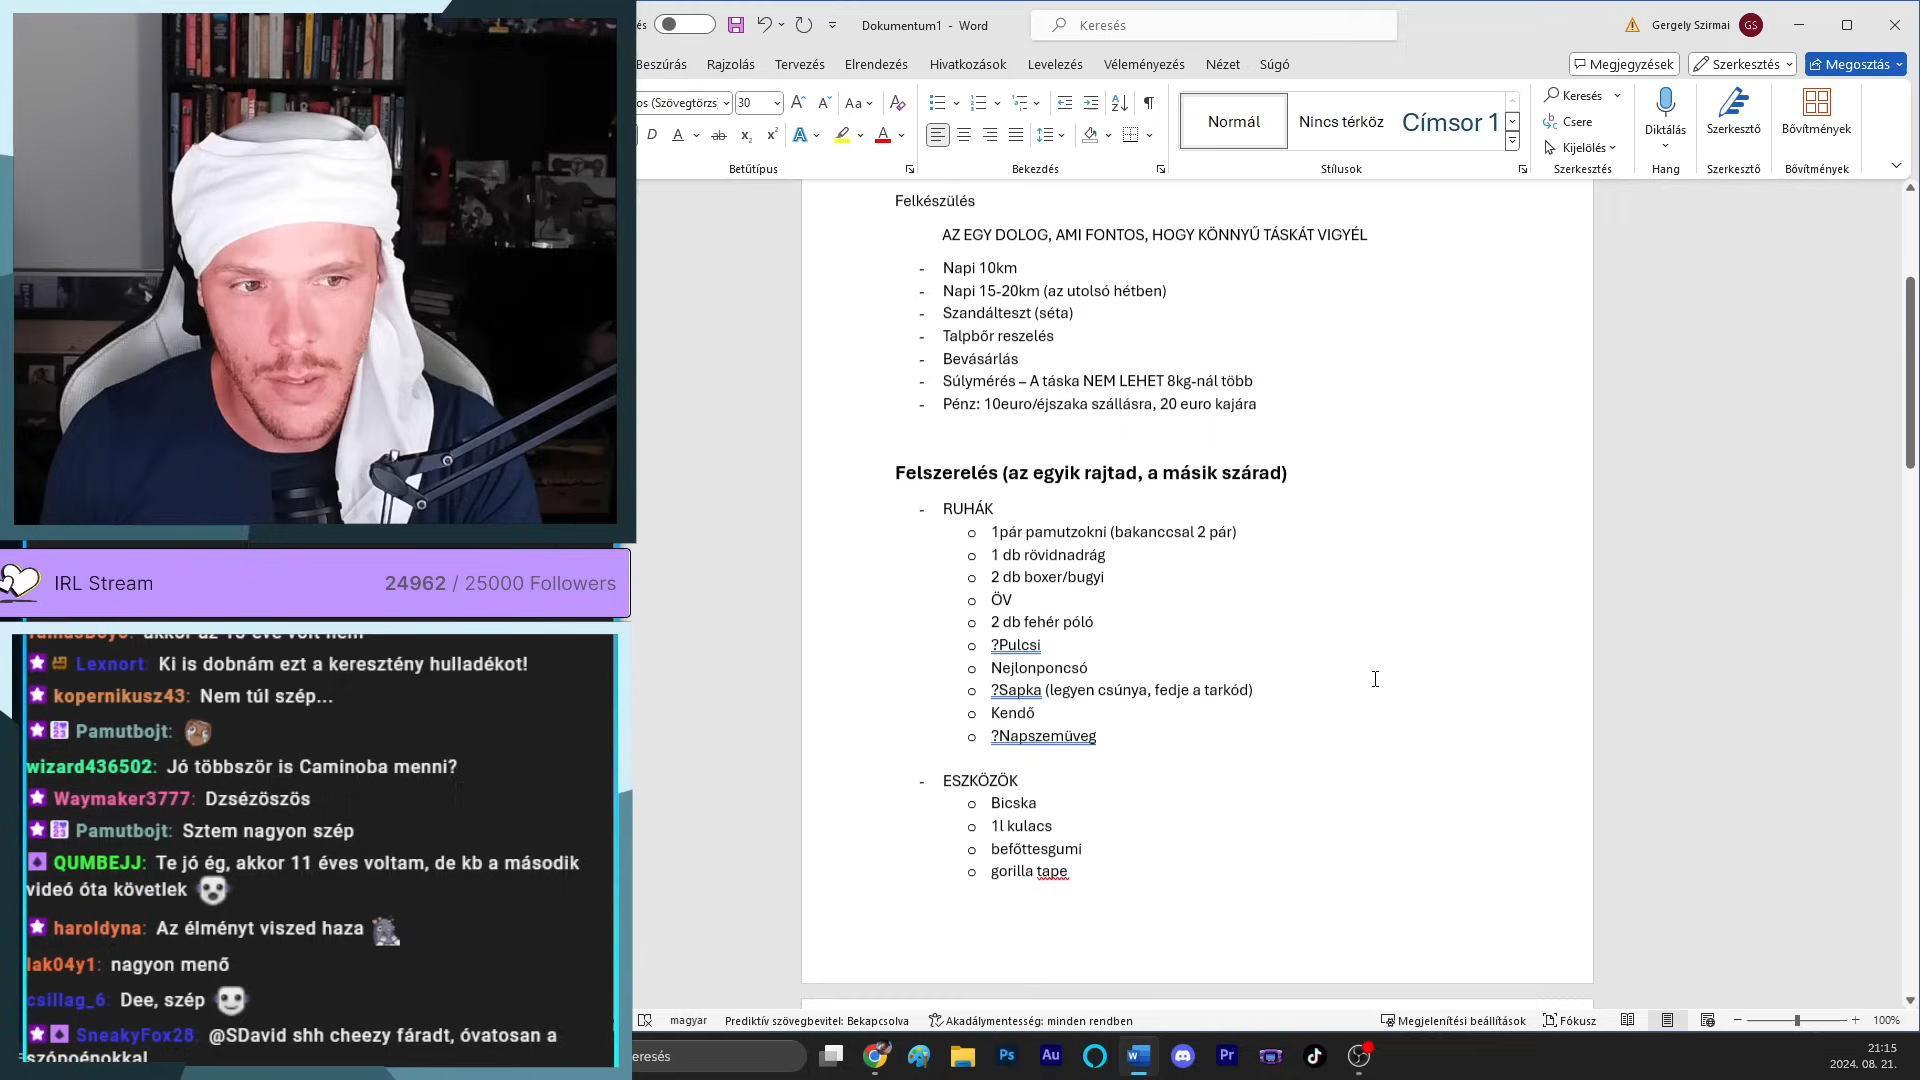 és
Dokumentum1 - Word
Keresés
Gergely Szirmai
GS
Beszúrás
Rajzolás
Tervezés
Elrendezés
Hivatkozások
Levelezés
Véleményezés
Nézet
Súgó
Megjegyzések
Szerkesztés
Megosztás
os (Szövegtörzs
30
Normál
Nincs térköz
Címsor 1
Keresés
Csere
Kijelölés
Diktálás
Szerkesztő
Bővítmények
Betűtípus
Bekezdés
Stílusok
Szerkesztés
Hang
Szerkesztő
Bővítmények
Felkészülés
AZ EGY DOLOG, AMI FONTOS, HOGY KÖNNYŰ TÁSKÁT VIGYÉL
- Napi 10km
- Napi 15-20km (az utolsó hétben)
- Szandálteszt (séta)
- Talpbőr reszelés
- Bevásárlás
- Súlymérés – A táska NEM LEHET 8kg-nál több
- Pénz: 10euro/éjszaka szállásra, 20 euro kajára
Felszerelés (az egyik rajtad, a másik szárad)
- RUHÁK
o 1pár pamutzokni (bakanccsal 2 pár)
o 1 db rövidnadrág
o 2 db boxer/bugyi
o ÖV
o 2 db fehér póló
o ?Pulcsi
o Nejlonponcsó
o ?Sapka (legyen csúnya, fedje a tarkód)
o Kendő
o ?Napszemüveg
- ESZKÖZÖK
o Bicska
o 1l kulacs
o befőttesgumi
o gorilla tape
IRL Stream
24962 / 25000 Followers
Lexnort: Ki is dobnám ezt a keresztény hulladékot!
kopernikusz43: Nem túl szép...
Pamutbojt:
wizard436502: Jó többször is Caminoba menni?
Waymaker3777: Dzsézöszös
Pamutbojt: Sztem nagyon szép
QUMBEJJ: Te jó ég, akkor 11 éves voltam, de kb a második
videó óta követlek
haroldyna: Az élményt viszed haza
lak04y1: nagyon menő
csillag_6: Dee, szép
SneakyFox28: @SDavid shh cheezy fáradt, óvatosan a
szópoénokkal
magyar
Prediktív szövegbevitel: Bekapcsolva
Akadálymentesség: minden rendben
Megjelenítési beállítások
Fókusz
100%
eresés
Ps
Au
Pr
21:15
2024. 08. 21.